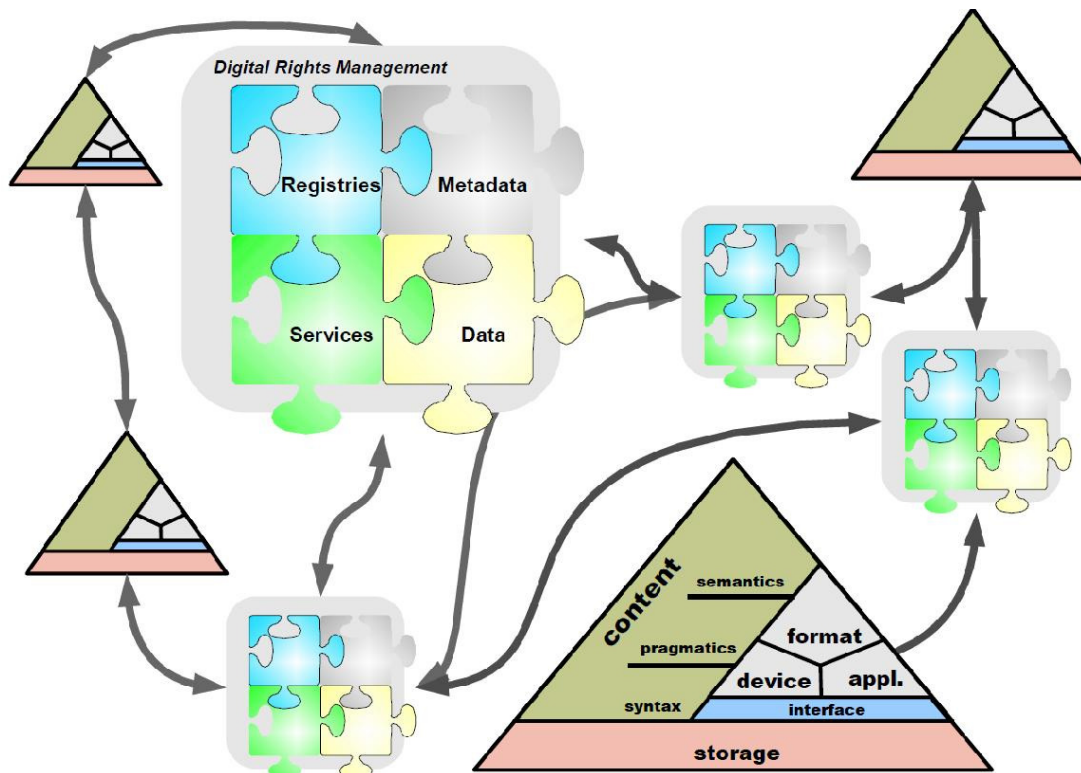 Digital Rights Management
Registries
Metadata
Services
Data
content
semantics
pragmatics
syntax
format
device
appl.
interface
storage